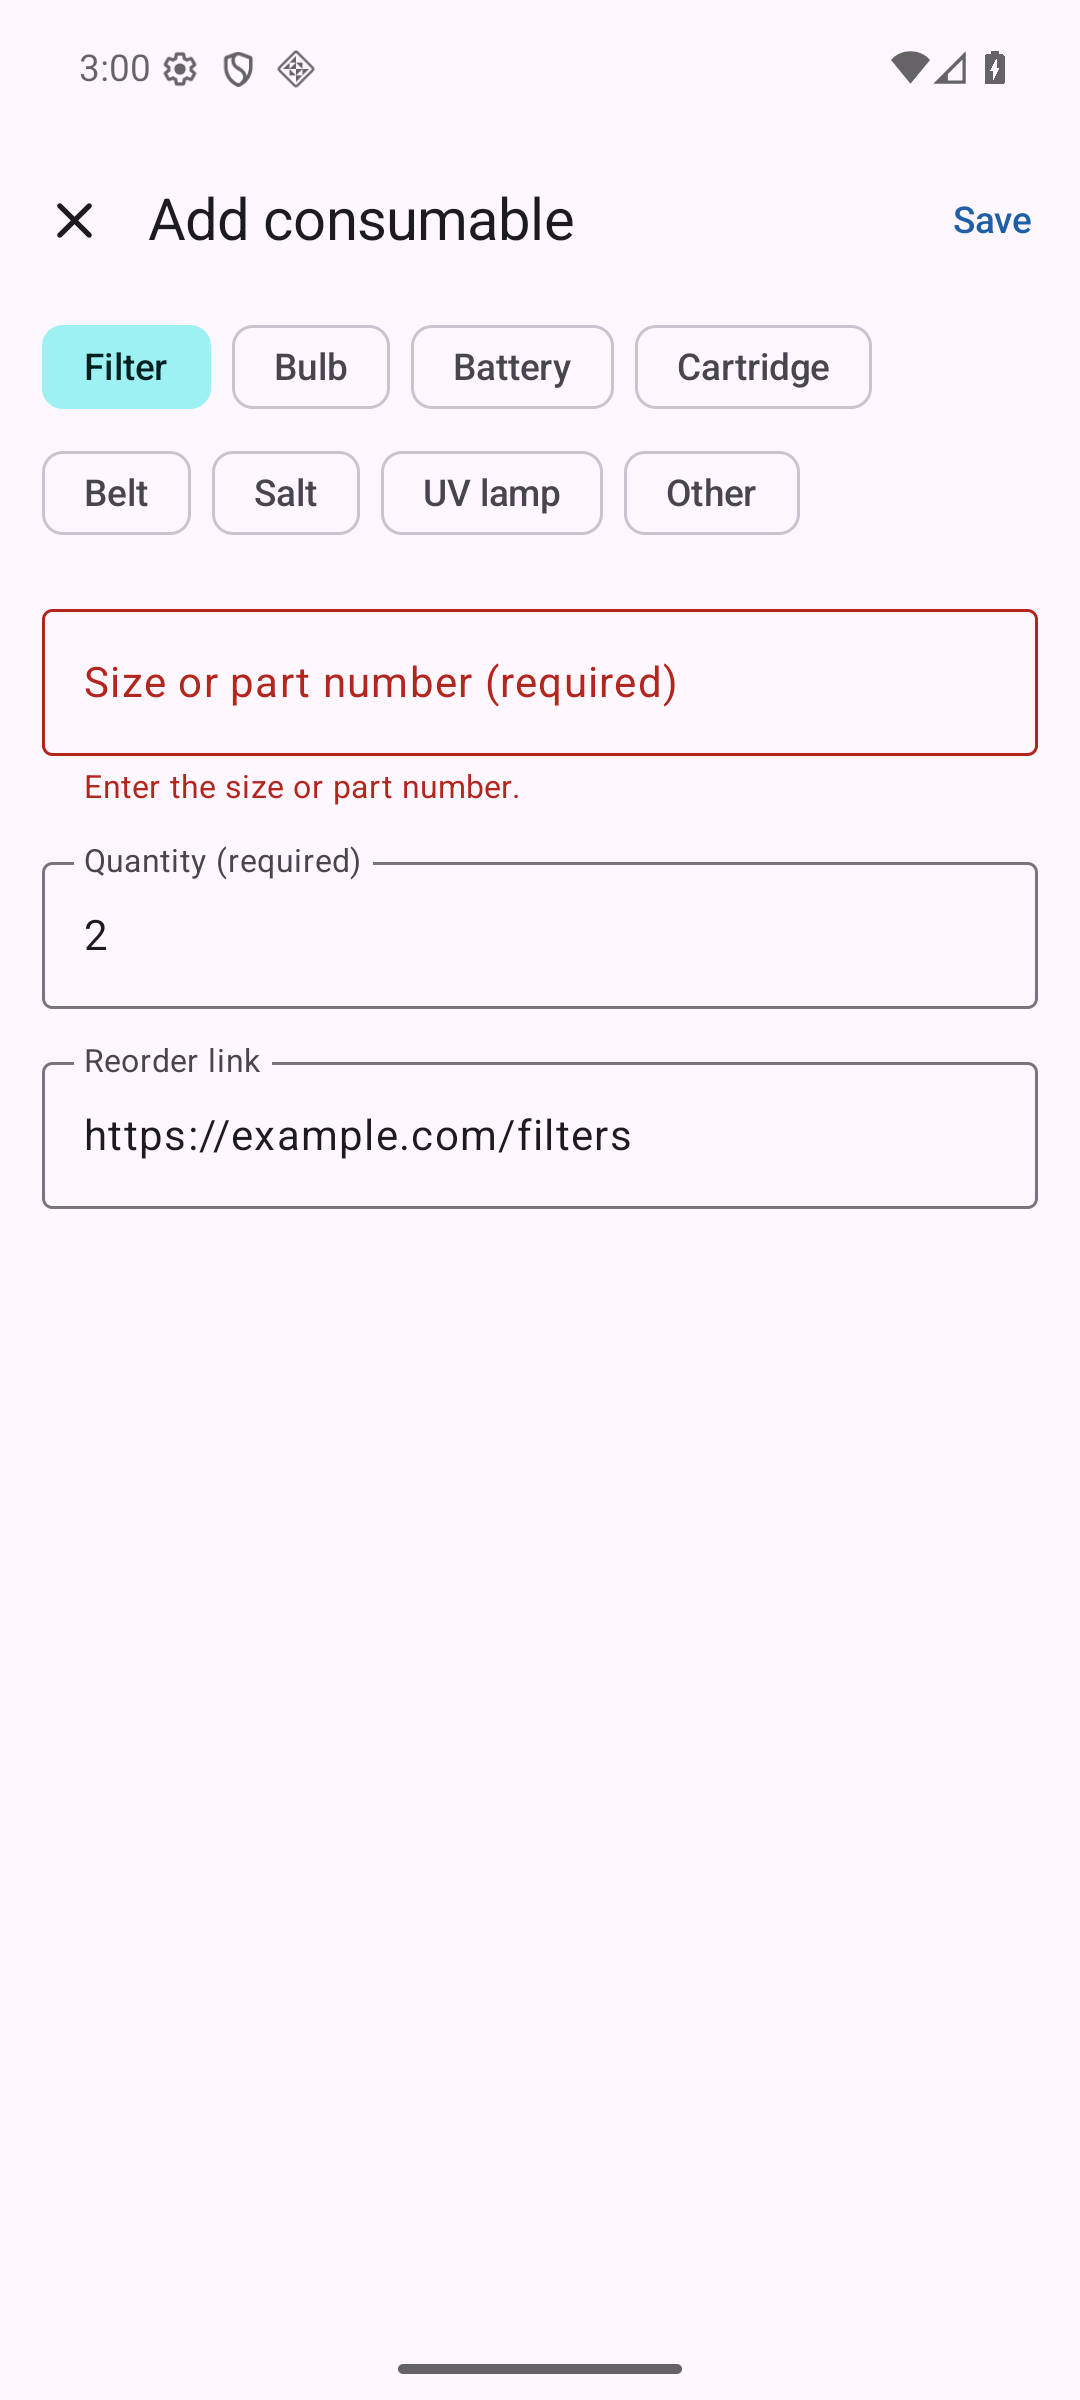 3:00
Add consumable
Save
Filter
Bulb
Battery
Cartridge
Belt
Salt
UV lamp
Other
Size or part number (required)
Enter the size or part number.
Quantity (required)
2
Reorder link
https://example.com/filters